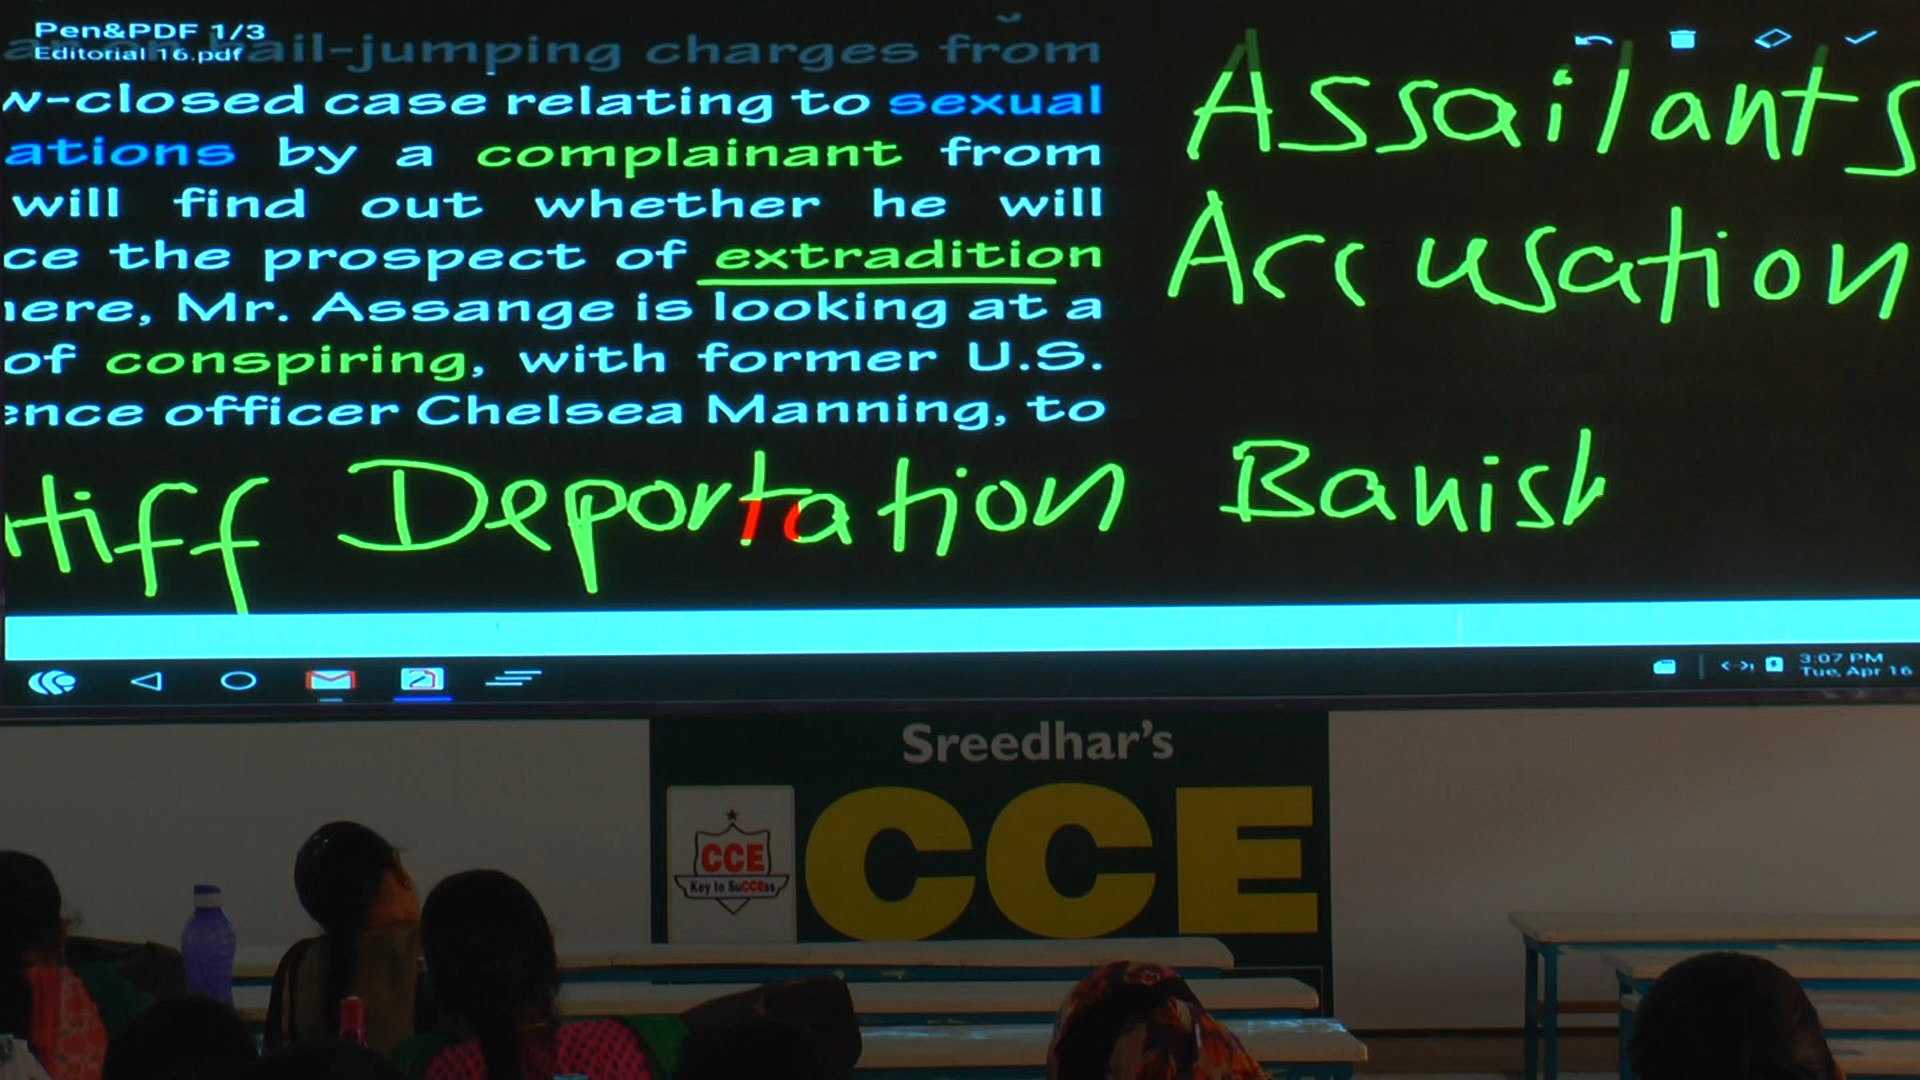 Pen&PDF 1/3
Editorial 16.pdf
ail-jumping charges from
w-closed case relating to sexual
ations by a complainant from
will find out whether he will
ce the prospect of extradition
here, Mr. Assange is looking at a
of conspiring, with former U.S.
ence officer Chelsea Manning, to
Assailants
Accusation
tiff Deportation Banish
3:07 PM
Tue, Apr 16
Sreedhar's
CCE
CCE
Key to SuCCEss